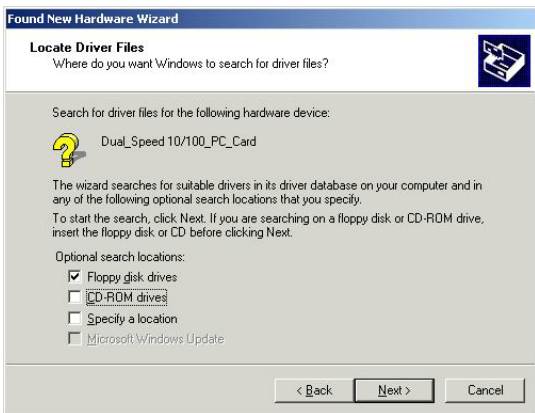 Found New Hardware Wizard
Locate Driver Files
Where do you want Windows to search for driver files?
Search for driver files for the following hardware device:
Dual_Speed 10/100_PC_Card
The wizard searches for suitable drivers in its driver database on your computer and in
any of the following optional search locations that you specify.
To start the search, click Next. If you are searching on a floppy disk or CD-ROM drive,
insert the floppy disk or CD before clicking Next.
Optional search locations:
Floppy disk drives
CD-ROM drives
Specify a location
Microsoft Windows Update
< Back Next > Cancel